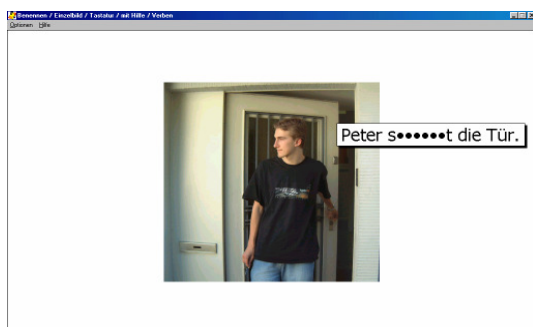 Benennen / Einzelbild / Tastatur / mit Hilfe / Verben
Optionen Hilfe
Peter s••••••t die Tür.